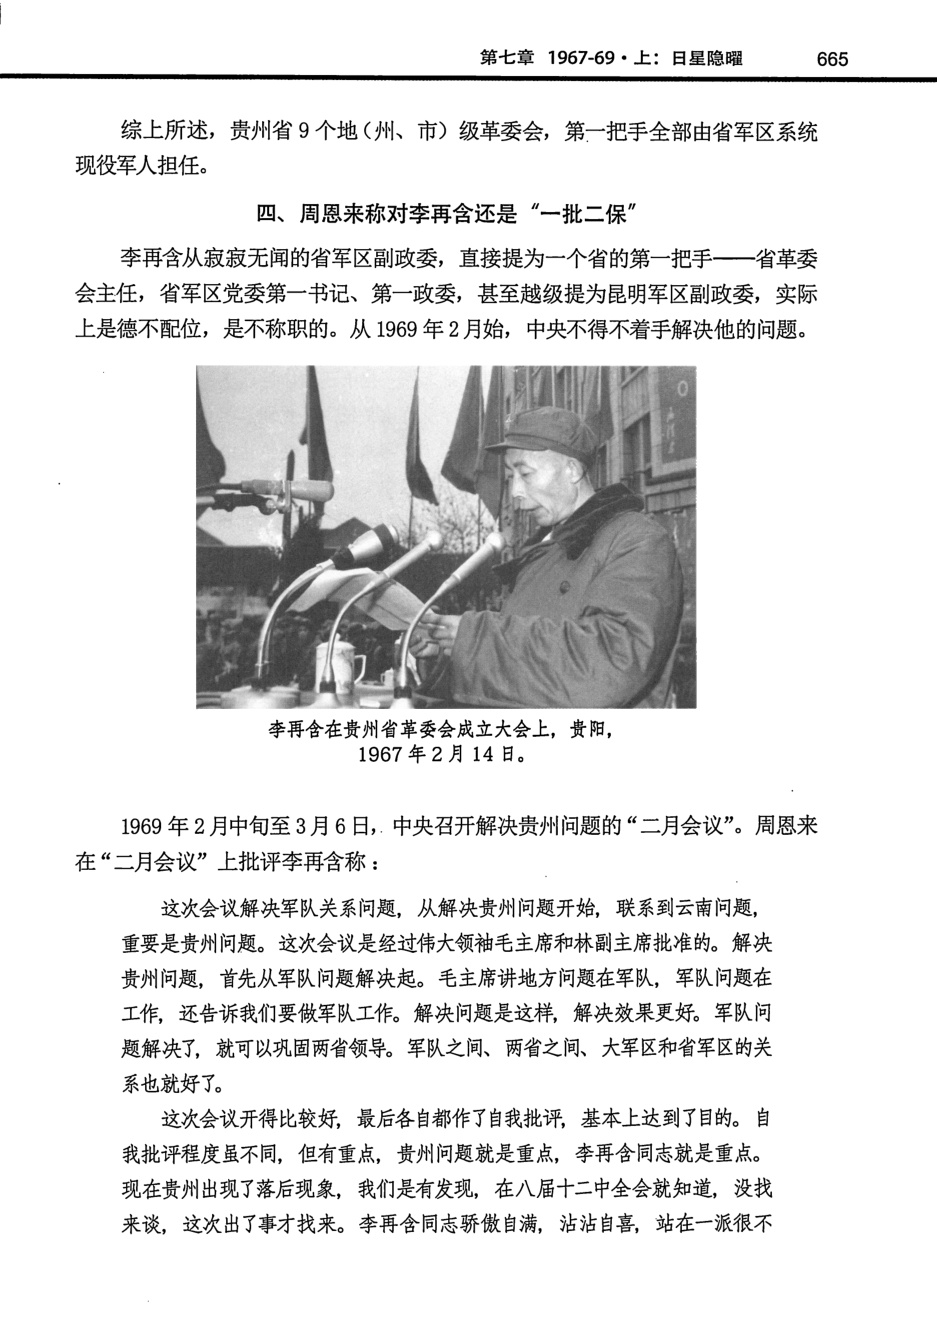 第七章 1967-69·上：日星隐曜 665
综上所述，贵州省 9 个地（州、市）级革委会，第一把手全部由省军区系统
现役军人担任。
四、周恩来称对李再含还是“一批二保”
李再含从寂寂无闻的省军区副政委，直接提为一个省的第一把手——省革委
会主任，省军区党委第一书记、第一政委，甚至越级提为昆明军区副政委，实际
上是德不配位，是不称职的。从 1969 年 2 月始，中央不得不着手解决他的问题。
李再含在贵州省革委会成立大会上，贵阳，
1967 年 2 月 14 日。
1969 年 2 月中旬至 3 月 6 日，中央召开解决贵州问题的“二月会议”。周恩来
在“二月会议”上批评李再含称：
这次会议解决军队关系问题，从解决贵州问题开始，联系到云南问题，
重要是贵州问题。这次会议是经过伟大领袖毛主席和林副主席批准的。解决
贵州问题，首先从军队问题解决起。毛主席讲地方问题在军队，军队问题在
工作，还告诉我们要做军队工作。解决问题是这样，解决效果更好。军队问
题解决了，就可以巩固两省领导。军队之间、两省之间、大军区和省军区的关
系也就好了。
这次会议开得比较好，最后各自都作了自我批评，基本上达到了目的。自
我批评程度虽不同，但有重点，贵州问题就是重点，李再含同志就是重点。
现在贵州出现了落后现象，我们是有发现，在八届十二中全会就知道，没找
来谈，这次出了事才找来。李再含同志骄傲自满，沾沾自喜，站在一派很不